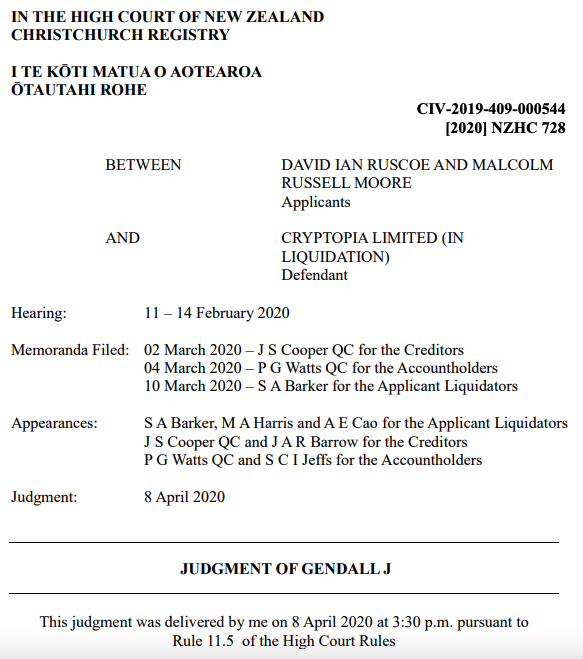 IN THE HIGH COURT OF NEW ZEALAND
CHRISTCHURCH REGISTRY
I TE KŌTI MATUA O AOTEAROA
ŌTAUTAHI ROHE
CIV-2019-409-000544
[2020] NZHC 728
BETWEEN DAVID IAN RUSCOE AND MALCOLM
RUSSELL MOORE
Applicants
AND CRYPTOPIA LIMITED (IN
LIQUIDATION)
Defendant
Hearing: 11 – 14 February 2020
Memoranda Filed: 02 March 2020 – J S Cooper QC for the Creditors
04 March 2020 – P G Watts QC for the Accountholders
10 March 2020 – S A Barker for the Applicant Liquidators
Appearances: S A Barker, M A Harris and A E Cao for the Applicant Liquidators
J S Cooper QC and J A R Barrow for the Creditors
P G Watts QC and S C I Jeffs for the Accountholders
Judgment: 8 April 2020
JUDGMENT OF GENDALL J
This judgment was delivered by me on 8 April 2020 at 3:30 p.m. pursuant to
Rule 11.5 of the High Court Rules